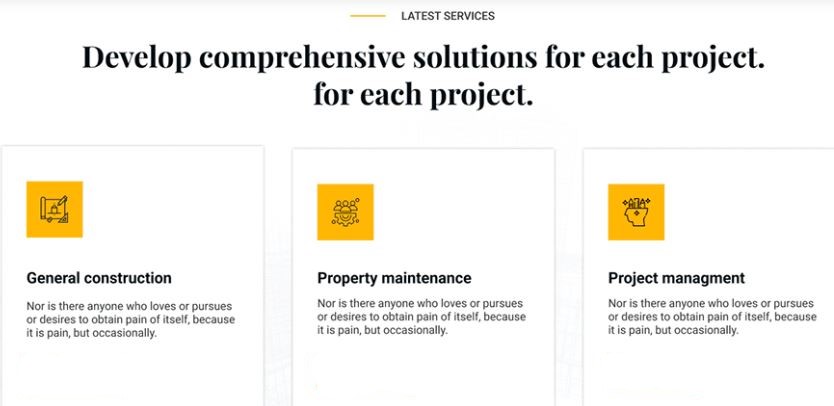 LATEST SERVICES
Develop comprehensive solutions for each project.
for each project.
General construction
Nor is there anyone who loves or pursues
or desires to obtain pain of itself, because
it is pain, but occasionally.
Property maintenance
Nor is there anyone who loves or pursues
or desires to obtain pain of itself, because
it is pain, but occasionally.
Project managment
Nor is there anyone who loves or pursues
or desires to obtain pain of itself, because
it is pain, but occasionally.